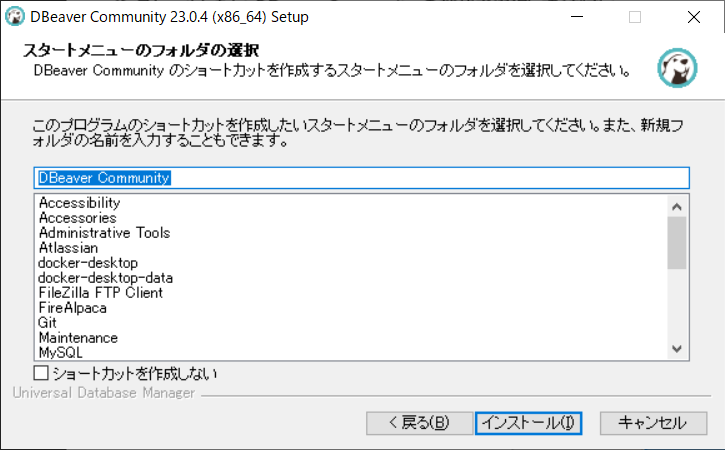 DBeaver Community 23.0.4 (x86_64) Setup
スタートメニューのフォルダの選択
DBeaver Community のショートカットを作成するスタートメニューのフォルダを選択してください。
このプログラムのショートカットを作成したいスタートメニューのフォルダを選択してください。また、新規フ
ォルダの名前を入力することもできます。
DBeaver Community
Accessibility
Accessories
Administrative Tools
Atlassian
docker-desktop
docker-desktop-data
FileZilla FTP Client
FireAlpaca
Git
Maintenance
MySQL
ショートカットを作成しない
Universal Database Manager
< 戻る(B)
インストール(I)
キャンセル